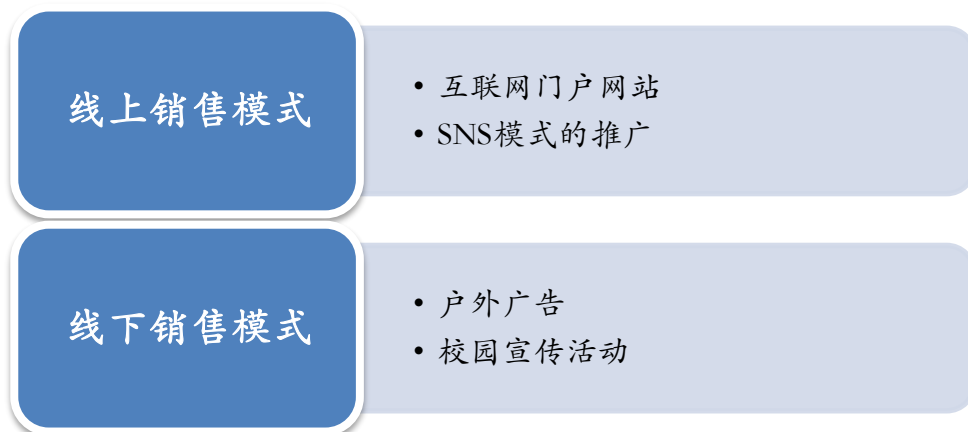 线上销售模式
• 互联网门户网站
• SNS模式的推广
线下销售模式
• 户外广告
• 校园宣传活动